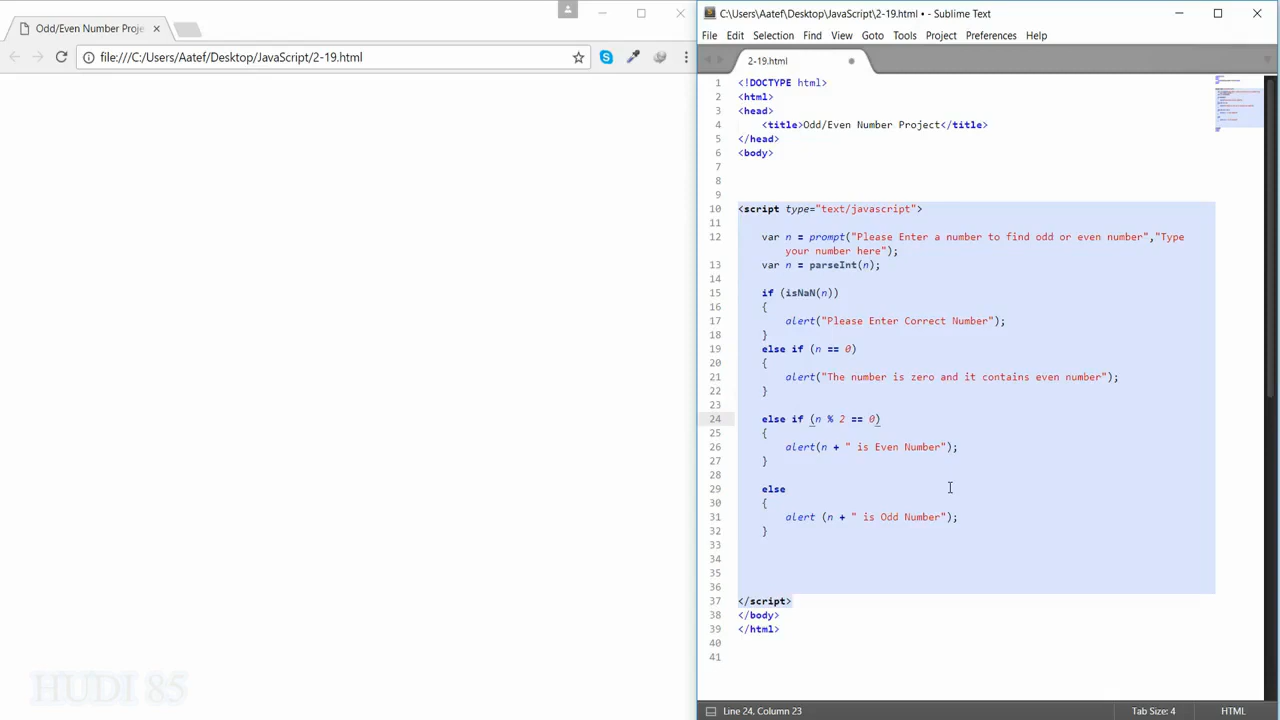 Odd/Even Number Proje
file:///C:/Users/Aatef/Desktop/JavaScript/2-19.html
HUDI 85
C:\Users\Aatef\Desktop\JavaScript\2-19.html • - Sublime Text
File Edit Selection Find View Goto Tools Project Preferences Help
2-19.html
1 <!DOCTYPE html>
2 <html>
3 <head>
4 <title>Odd/Even Number Project</title>
5 </head>
6 <body>
7
8
9
10 <script type="text/javascript">
11
12 var n = prompt("Please Enter a number to find odd or even number","Type
your number here");
13 var n = parseInt(n);
14
15 if (isNaN(n))
16 {
17 alert("Please Enter Correct Number");
18 }
19 else if (n == 0)
20 {
21 alert("The number is zero and it contains even number");
22 }
23
24 else if (n % 2 == 0)
25 {
26 alert(n + " is Even Number");
27 }
28
29 else
30 {
31 alert (n + " is Odd Number");
32 }
33
34
35
36
37 </script>
38 </body>
39 </html>
40
41
Line 24, Column 23
Tab Size: 4
HTML